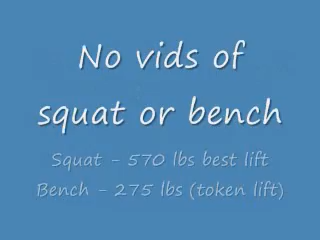 No vids of
squat or bench
Squat - 570 lbs best lift
Bench - 275 lbs (token lift)